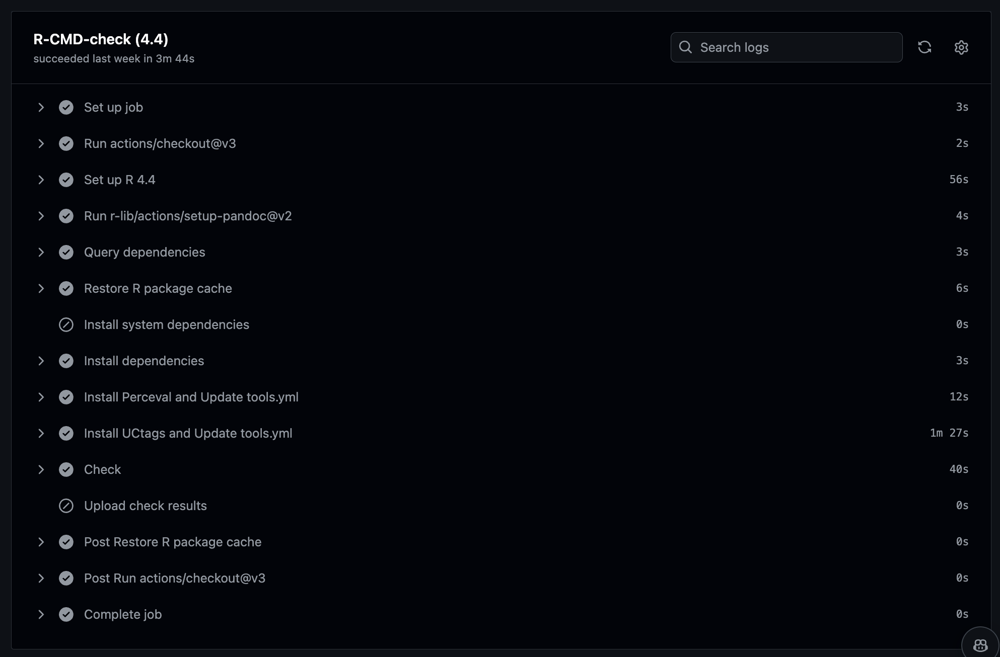 R-CMD-check (4.4)
succeeded last week in 3m 44s
Search logs
Set up job 3s
Run actions/checkout@v3 2s
Set up R 4.4 56s
Run r-lib/actions/setup-pandoc@v2 4s
Query dependencies 3s
Restore R package cache 6s
Install system dependencies 0s
Install dependencies 3s
Install Perceval and Update tools.yml 12s
Install UCtags and Update tools.yml 1m 27s
Check 40s
Upload check results 0s
Post Restore R package cache 0s
Post Run actions/checkout@v3 0s
Complete job 0s